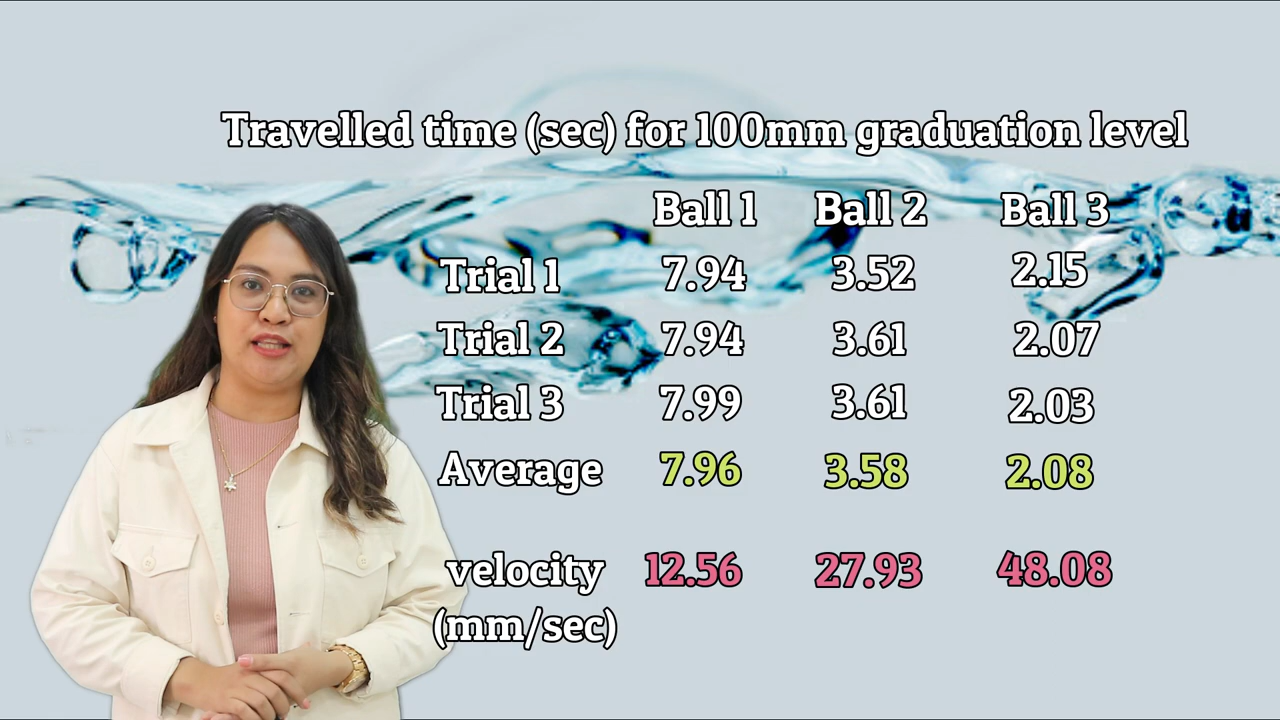 Travelled time (sec) for 100mm graduation level
Ball 1 Ball 2 Ball 3
Trial 1 7.94 3.52 2.15
Trial 2 7.94 3.61 2.07
Trial 3 7.99 3.61 2.03
Average 7.96 3.58 2.08
velocity 12.56 27.93 48.08
(mm/sec)